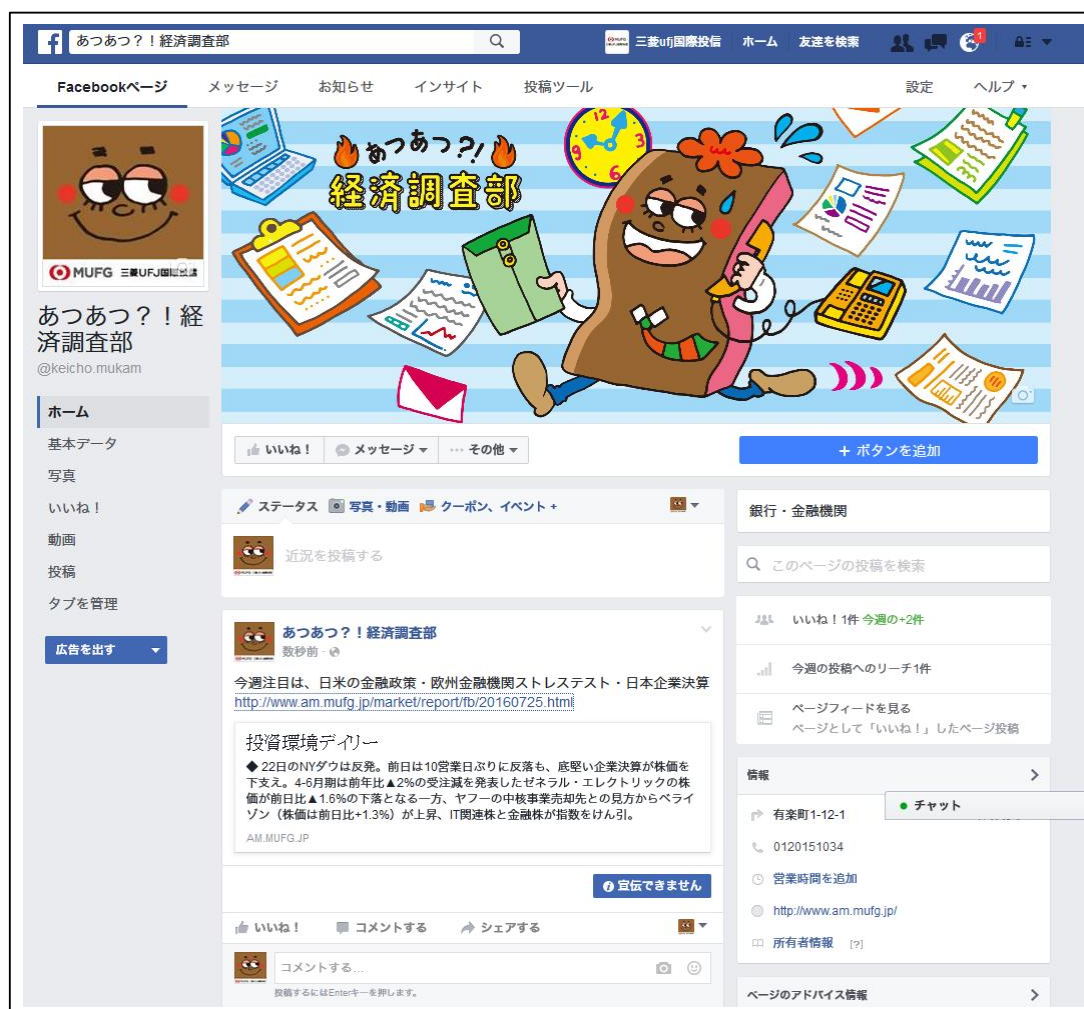 あつあつ？！経済調査部
三菱ufj国際投信 ホーム 友達を検索 1
Facebookページ メッセージ お知らせ インサイト 投稿ツール 設定 ヘルプ
あつあつ?!
経済調査部
12
3
6
9
MUFG 三菱UFJ国際投信
あつあつ？！経
済調査部
@keicho.mukam
ホーム
基本データ
写真
いいね！
動画
投稿
タブを管理
広告を出す
いいね！ メッセージ その他
+ ボタンを追加
ステータス 写真・動画 クーポン、イベント +
近況を投稿する
あつあつ？！経済調査部
数秒前
今週注目は、日米の金融政策・欧州金融機関ストレステスト・日本企業決算
http://www.am.mufg.jp/market/report/fb/20160725.html
投資環境デイリー
◆ 22日のNYダウは反発。前日は10営業日ぶりに反落も、底堅い企業決算が株価を
下支え。4-6月期は前年比▲2%の受注減を発表したゼネラル・エレクトリックの株
価が前日比▲1.6%の下落となる一方、ヤフーの中核事業売却先との見方からベライ
ゾン（株価は前日比+1.3%）が上昇、IT関連株と金融株が指数をけん引。
AM.MUFG.JP
宣伝できません
いいね！ コメントする シェアする
コメントする...
投稿するにはEnterキーを押します。
銀行・金融機関
このページの投稿を検索
いいね！1件 今週の+2件
今週の投稿へのリーチ1件
ページフィードを見る
ページとして「いいね！」したページ投稿
情報
チャット
有楽町1-12-1
0120151034
営業時間を追加
http://www.am.mufg.jp/
所有者情報 [?]
ページのアドバイス情報